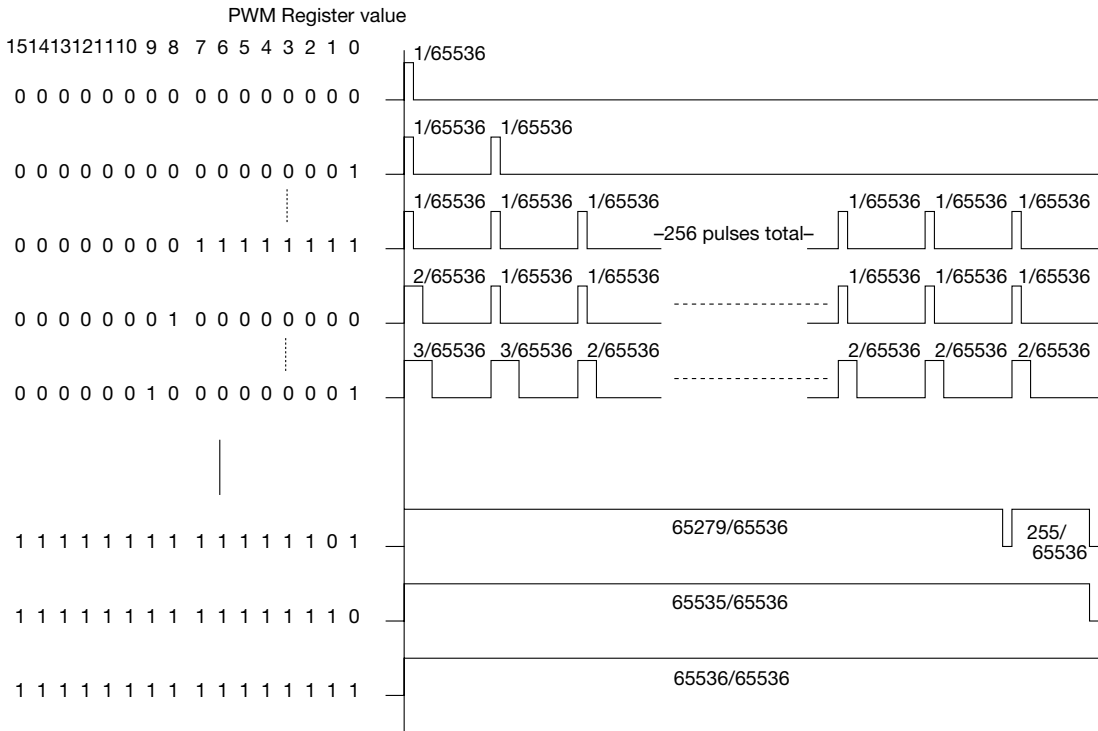 PWM Register value
15 14 13 12 11 10 9 8 7 6 5 4 3 2 1 0
1/65536
0 0 0 0 0 0 0 0 0 0 0 0 0 0 0 0
1/65536 1/65536
0 0 0 0 0 0 0 0 0 0 0 0 0 0 0 1
1/65536 1/65536 1/65536 1/65536 1/65536 1/65536
–256 pulses total–
0 0 0 0 0 0 0 0 1 1 1 1 1 1 1 1
2/65536 1/65536 1/65536 1/65536 1/65536 1/65536
0 0 0 0 0 0 0 1 0 0 0 0 0 0 0 0
3/65536 3/65536 2/65536 2/65536 2/65536 2/65536
0 0 0 0 0 0 1 0 0 0 0 0 0 0 0 1
65279/65536
255/
65536
1 1 1 1 1 1 1 1 1 1 1 1 1 1 0 1
65535/65536
1 1 1 1 1 1 1 1 1 1 1 1 1 1 1 0
65536/65536
1 1 1 1 1 1 1 1 1 1 1 1 1 1 1 1